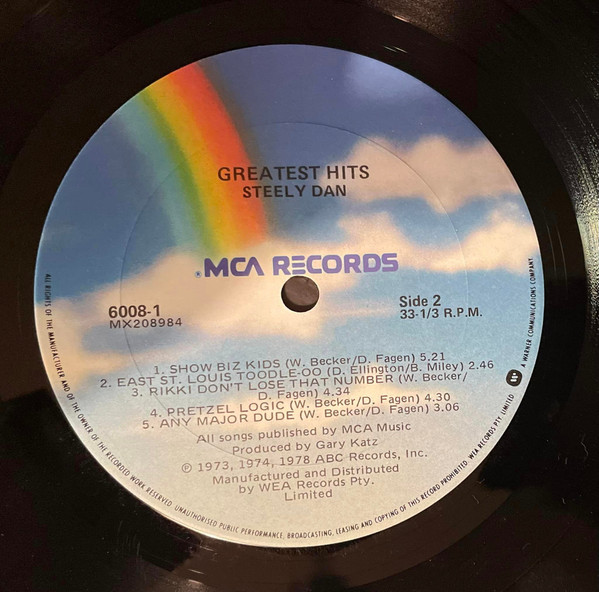 GREATEST HITS
STEELY DAN
MCA RECORDS
6008-1
MX208984
Side 2
33-1/3 R.P.M.
1. SHOW BIZ KIDS (W. Becker/D. Fagen) 5.21
2. EAST ST. LOUIS TOODLE-OO (D. Ellington/B. Miley) 2.46
3. RIKKI DON'T LOSE THAT NUMBER (W. Becker/
D. Fagen) 4.34
4. PRETZEL LOGIC (W. Becker/D. Fagen) 4.30
5. ANY MAJOR DUDE (W. Becker/D. Fagen) 3.06
All songs published by MCA Music
Produced by Gary Katz
℗ 1973, 1974, 1978 ABC Records, Inc.
Manufactured and Distributed
by WEA Records Pty.
Limited
ALL RIGHTS OF THE MANUFACTURER AND OF THE OWNER OF THE RECORDED WORK RESERVED. UNAUTHORISED PUBLIC PERFORMANCE, BROADCASTING, LEASING AND COPYING OF THIS RECORD PROHIBITED. WEA RECORDS PTY. LIMITED A WARNER COMMUNICATIONS COMPANY.